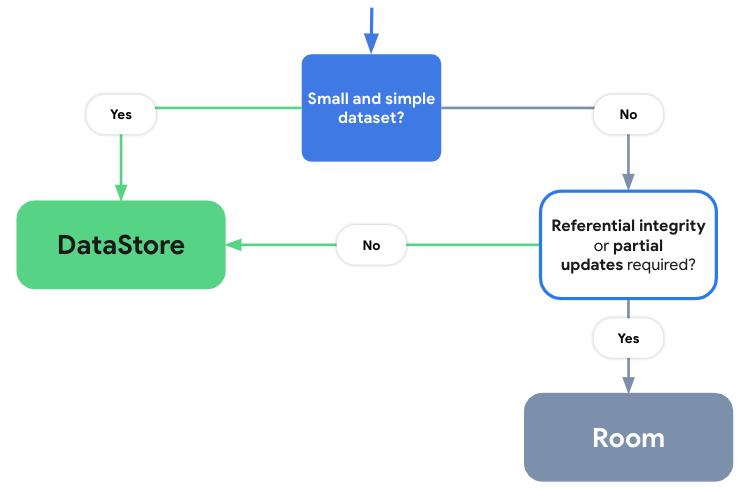 Small and simple
dataset?
Yes
No
Referential integrity
or partial
updates required?
DataStore
No
Yes
Room